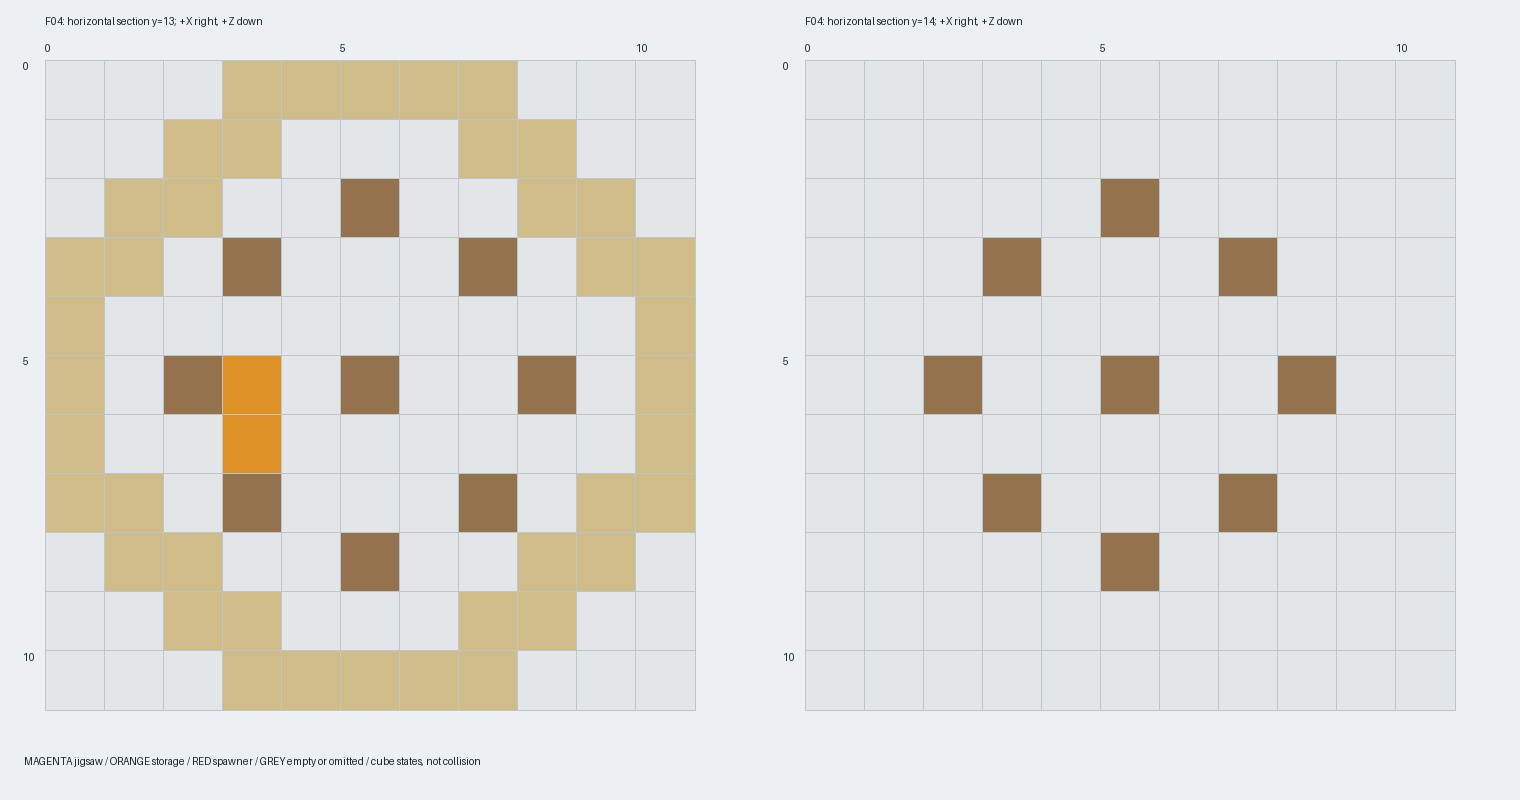 F04: horizontal section y=13; +X right, +Z down
F04: horizontal section y=14; +X right, +Z down
0 5 10
0 5 10
0
0
5
5
10
10
MAGENTA jigsaw / ORANGE storage / RED spawner / GREY empty or omitted / cube states, not collision